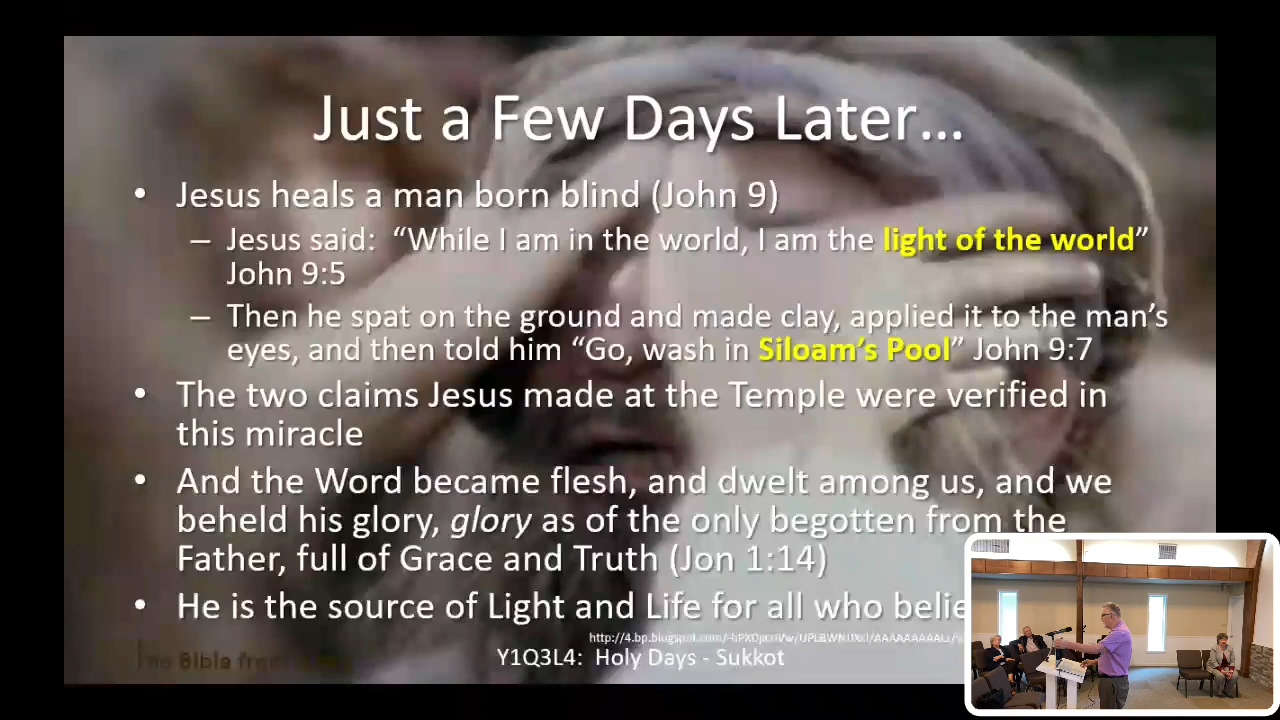 Just a Few Days Later...
• Jesus heals a man born blind (John 9)
– Jesus said: “While I am in the world, I am the light of the world”
John 9:5
– Then he spat on the ground and made clay, applied it to the man’s
eyes, and then told him “Go, wash in Siloam’s Pool” John 9:7
• The two claims Jesus made at the Temple were verified in
this miracle
• And the Word became flesh, and dwelt among us, and we
beheld his glory, glory as of the only begotten from the
Father, full of Grace and Truth (Jon 1:14)
• He is the source of Light and Life for all who
Y1Q3L4: Holy Days - Sukkot
The Bible